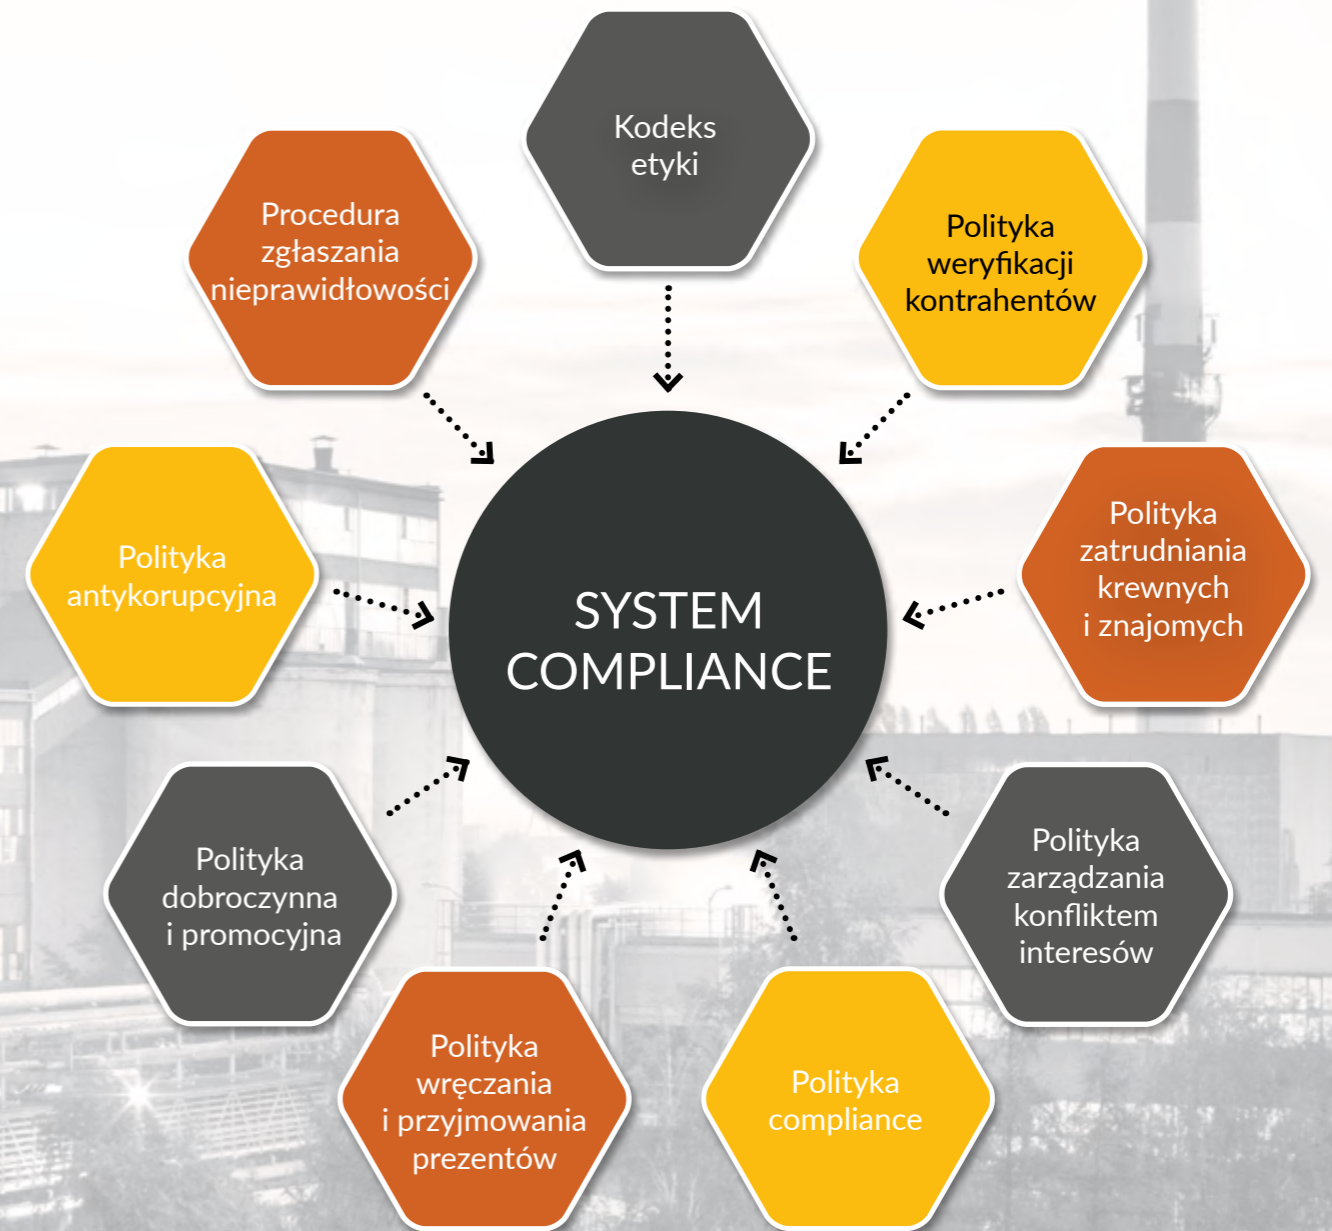 Kodeks
etyki
Procedura
zgłaszania
nieprawidłowości
Polityka
weryfikacji
kontrahentów
Polityka
antykorupcyjna
SYSTEM
COMPLIANCE
Polityka
zatrudniania
krewnych
i znajomych
Polityka
dobroczynna
i promocyjna
Polityka
zarządzania
konfliktem
interesów
Polityka
wręczania
i przyjmowania
prezentów
Polityka
compliance